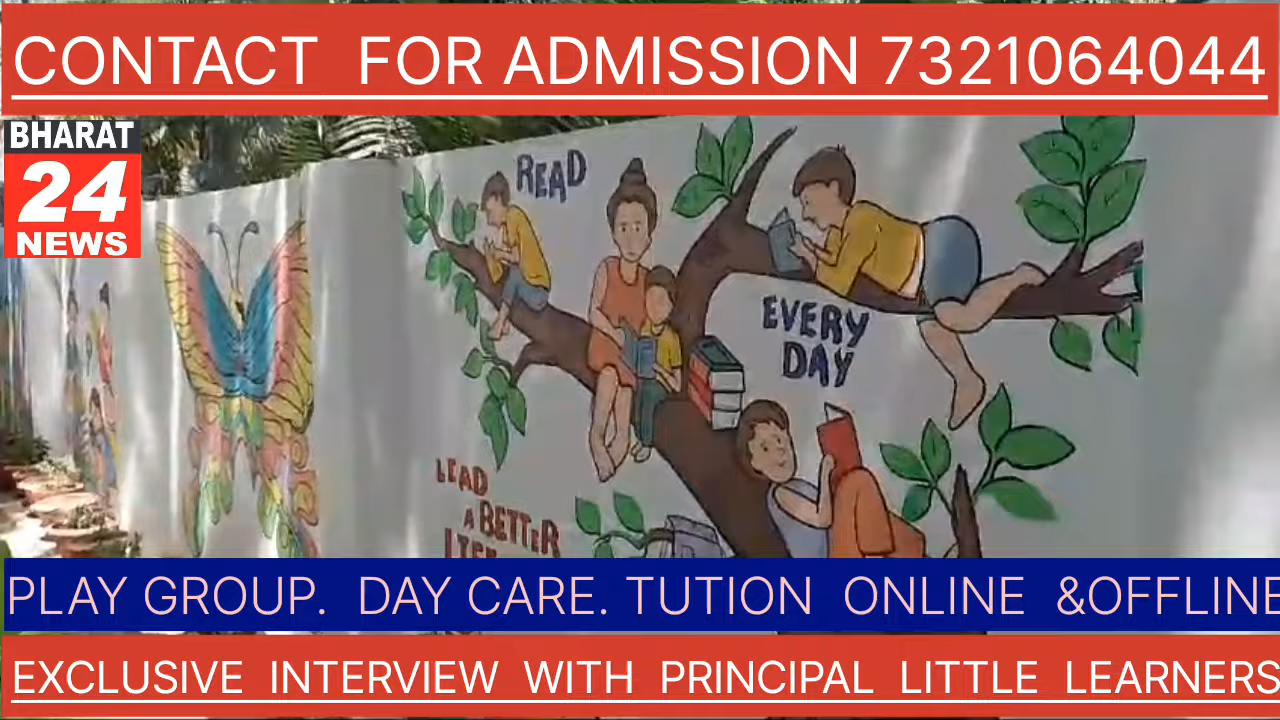 CONTACT FOR ADMISSION 7321064044
BHARAT
24
NEWS
READ
EVERY
DAY
LEAD
A BETTER
PLAY GROUP. DAY CARE. TUTION ONLINE &OFFLINE
EXCLUSIVE INTERVIEW WITH PRINCIPAL LITTLE LEARNERS